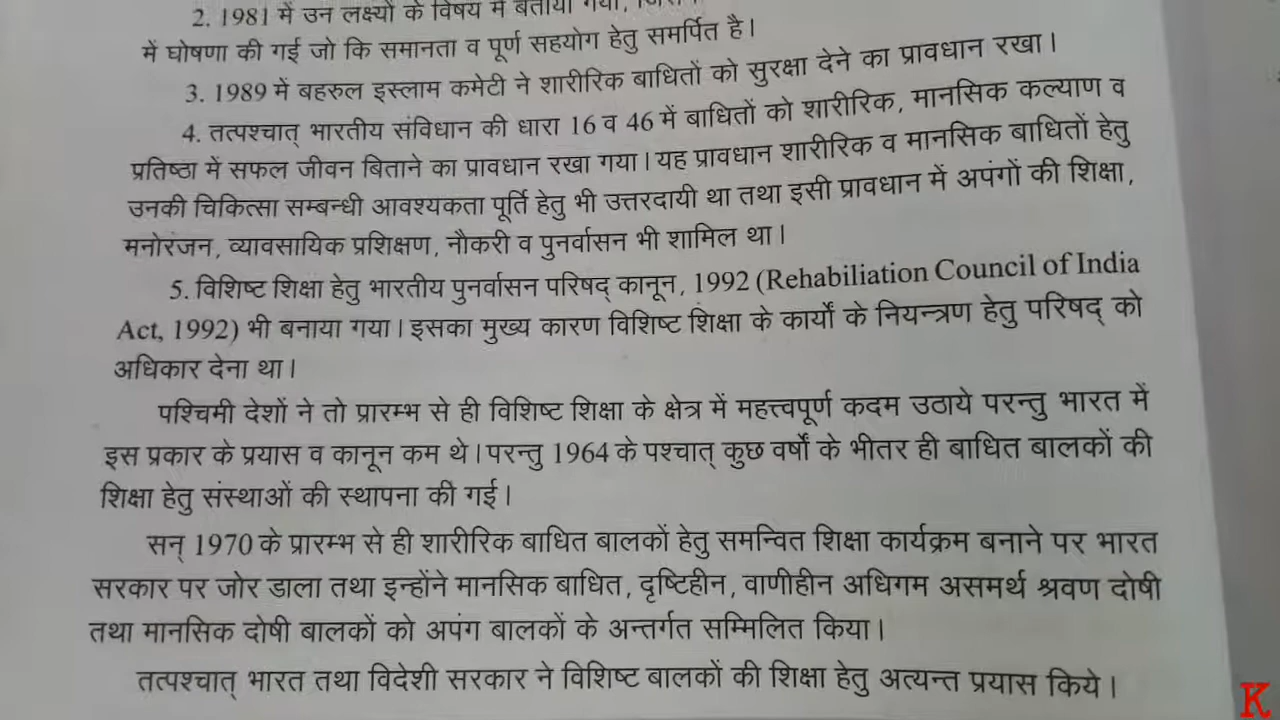 2. 1981 में उन लक्ष्यों के विषय में बताया गया,
में घोषणा की गई जो कि समानता व पूर्ण सहयोग हेतु समर्पित है।
3. 1989 में बहरुल इस्लाम कमेटी ने शारीरिक बाधितों को सुरक्षा देने का प्रावधान रखा।
4. तत्पश्चात् भारतीय संविधान की धारा 16 व 46 में बाधितों को शारीरिक, मानसिक कल्याण व
प्रतिष्ठा में सफल जीवन बिताने का प्रावधान रखा गया। यह प्रावधान शारीरिक व मानसिक बाधितों हेतु
उनकी चिकित्सा सम्बन्धी आवश्यकता पूर्ति हेतु भी उत्तरदायी था तथा इसी प्रावधान में अपंगों की शिक्षा,
मनोरंजन, व्यावसायिक प्रशिक्षण, नौकरी व पुनर्वासन भी शामिल था।
5. विशिष्ट शिक्षा हेतु भारतीय पुनर्वासन परिषद् कानून, 1992 (Rehabiliation Council of India
Act, 1992) भी बनाया गया। इसका मुख्य कारण विशिष्ट शिक्षा के कार्यों के नियन्त्रण हेतु परिषद् को
अधिकार देना था।
पश्चिमी देशों ने तो प्रारम्भ से ही विशिष्ट शिक्षा के क्षेत्र में महत्त्वपूर्ण कदम उठाये परन्तु भारत में
इस प्रकार के प्रयास व कानून कम थे। परन्तु 1964 के पश्चात् कुछ वर्षों के भीतर ही बाधित बालकों की
शिक्षा हेतु संस्थाओं की स्थापना की गई।
सन् 1970 के प्रारम्भ से ही शारीरिक बाधित बालकों हेतु समन्वित शिक्षा कार्यक्रम बनाने पर भारत
सरकार पर जोर डाला तथा इन्होंने मानसिक बाधित, दृष्टिहीन, वाणीहीन अधिगम असमर्थ श्रवण दोषी
तथा मानसिक दोषी बालकों को अपंग बालकों के अन्तर्गत सम्मिलित किया।
तत्पश्चात् भारत तथा विदेशी सरकार ने विशिष्ट बालकों की शिक्षा हेतु अत्यन्त प्रयास किये।
K